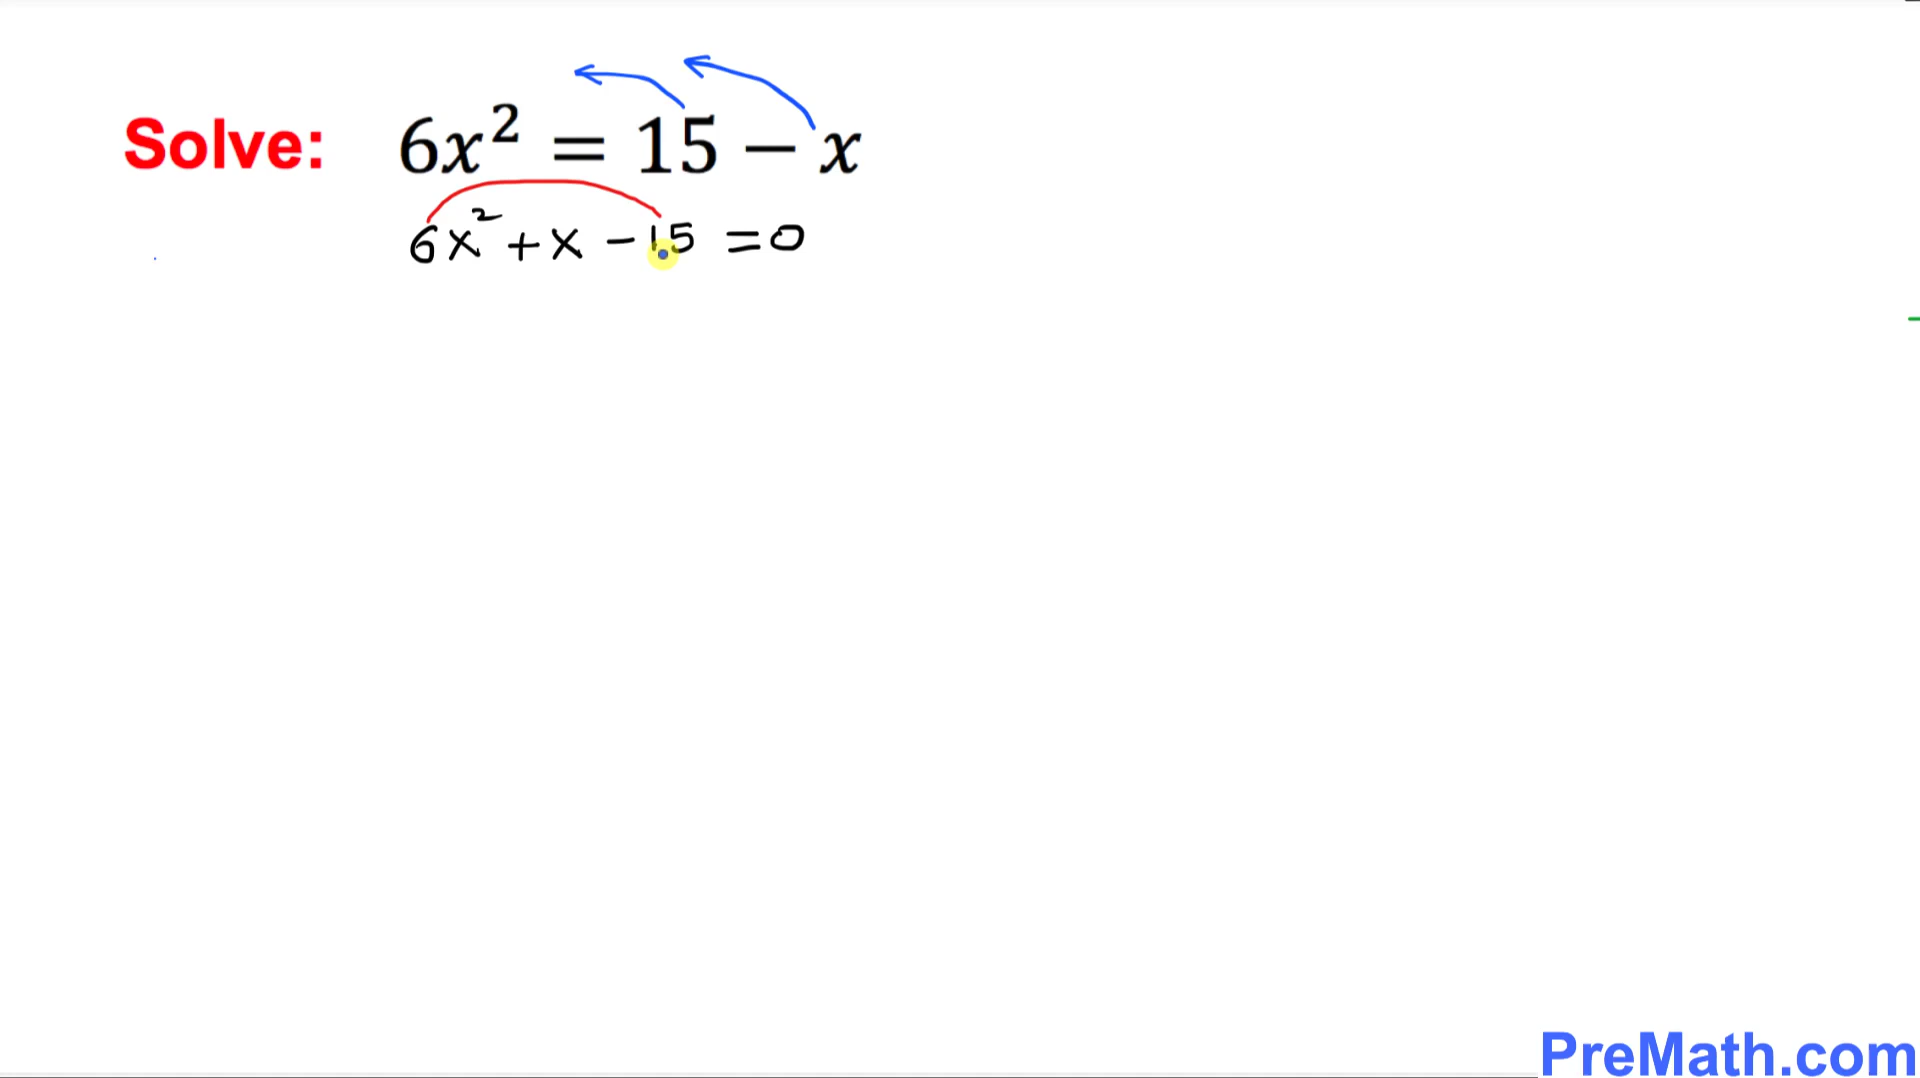 Solve: 6x² = 15 − x
6x² + x − 15 = 0
PreMath.com